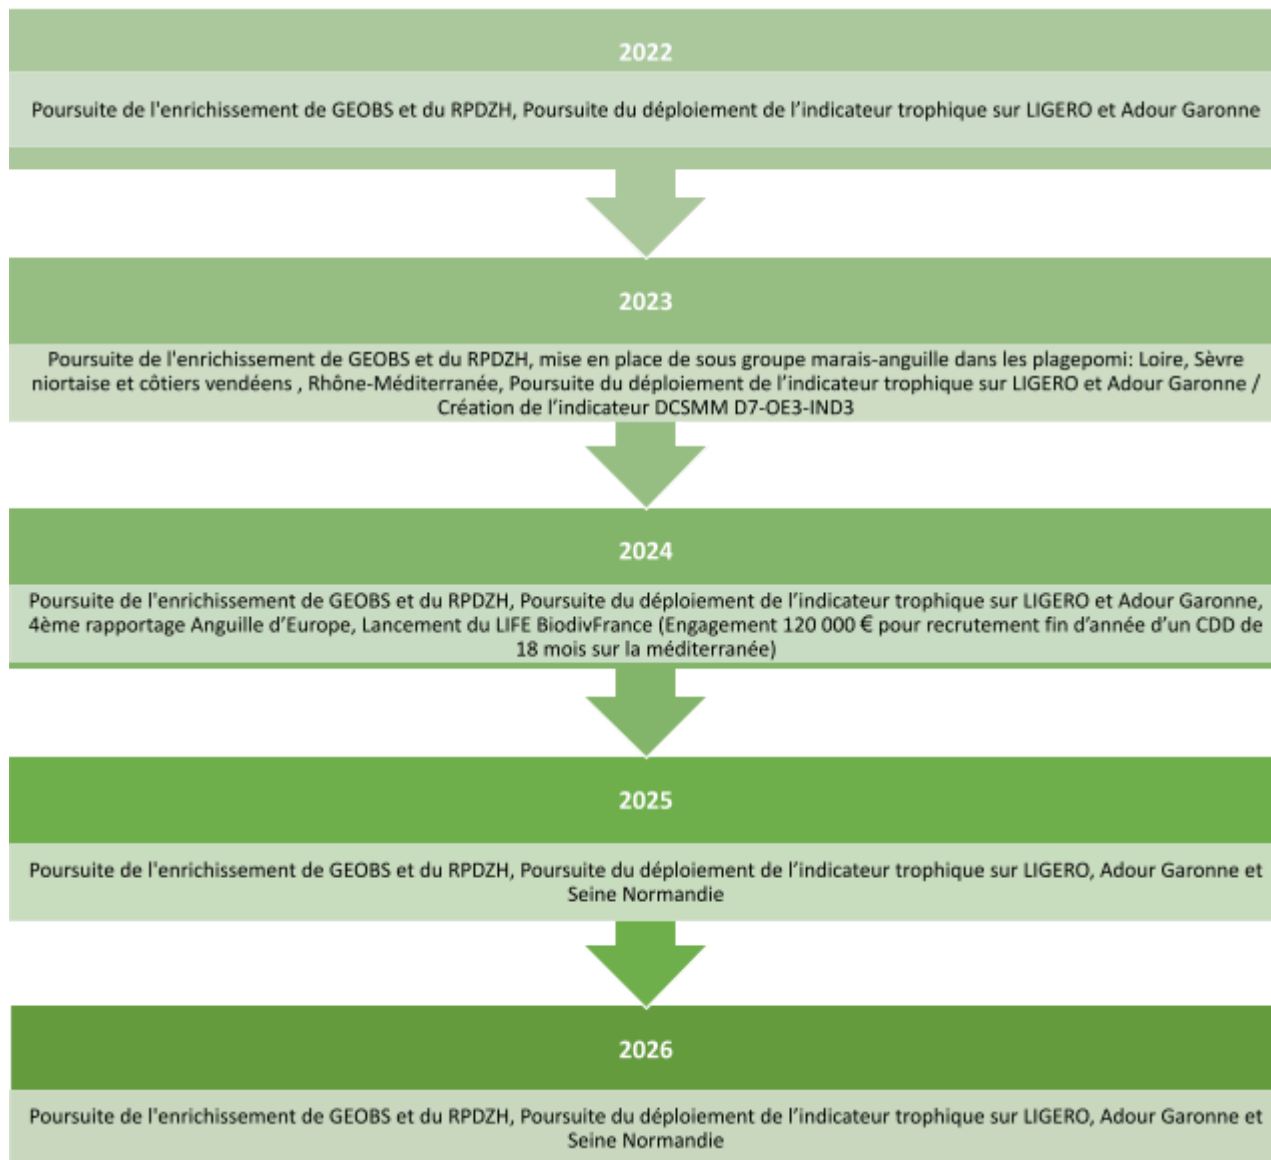 2022
Poursuite de l'enrichissement de GEOBS et du RPDZH, Poursuite du déploiement de l’indicateur trophique sur LIGERO et Adour Garonne
2023
Poursuite de l'enrichissement de GEOBS et du RPDZH, mise en place de sous groupe marais-anguille dans les plagepomi: Loire, Sèvre
niortaise et côtiers vendéens , Rhône-Méditerranée, Poursuite du déploiement de l’indicateur trophique sur LIGERO et Adour Garonne /
Création de l’indicateur DCSMM D7-OE3-IND3
2024
Poursuite de l'enrichissement de GEOBS et du RPDZH, Poursuite du déploiement de l’indicateur trophique sur LIGERO et Adour Garonne,
4ème rapportage Anguille d’Europe, Lancement du LIFE BiodivFrance (Engagement 120 000 € pour recrutement fin d’année d’un CDD de
18 mois sur la méditerranée)
2025
Poursuite de l'enrichissement de GEOBS et du RPDZH, Poursuite du déploiement de l’indicateur trophique sur LIGERO, Adour Garonne et
Seine Normandie
2026
Poursuite de l'enrichissement de GEOBS et du RPDZH, Poursuite du déploiement de l’indicateur trophique sur LIGERO, Adour Garonne et
Seine Normandie